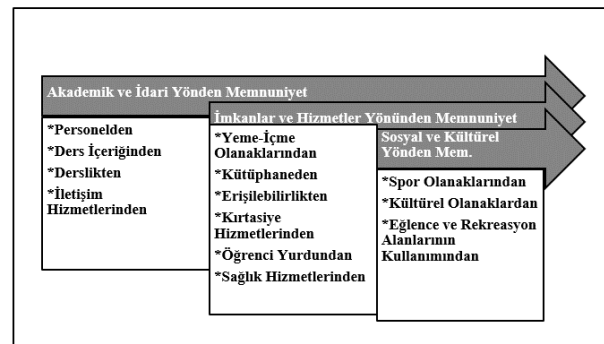 Akademik ve İdari Yönden Memnuniyet
*Personelden
*Ders İçeriğinden
*Derslikten
*İletişim
Hizmetlerinden
İmkanlar ve Hizmetler Yönünden Memnuniyet
*Yeme-İçme
Olanaklarından
*Kütüphaneden
*Erişilebilirlikten
*Kırtasiye
Hizmetlerinden
*Öğrenci Yurdundan
*Sağlık Hizmetlerinden
Sosyal ve Kültürel
Yönden Mem.
*Spor Olanaklarından
*Kültürel Olanaklardan
*Eğlence ve Rekreasyon
Alanlarının
Kullanımından